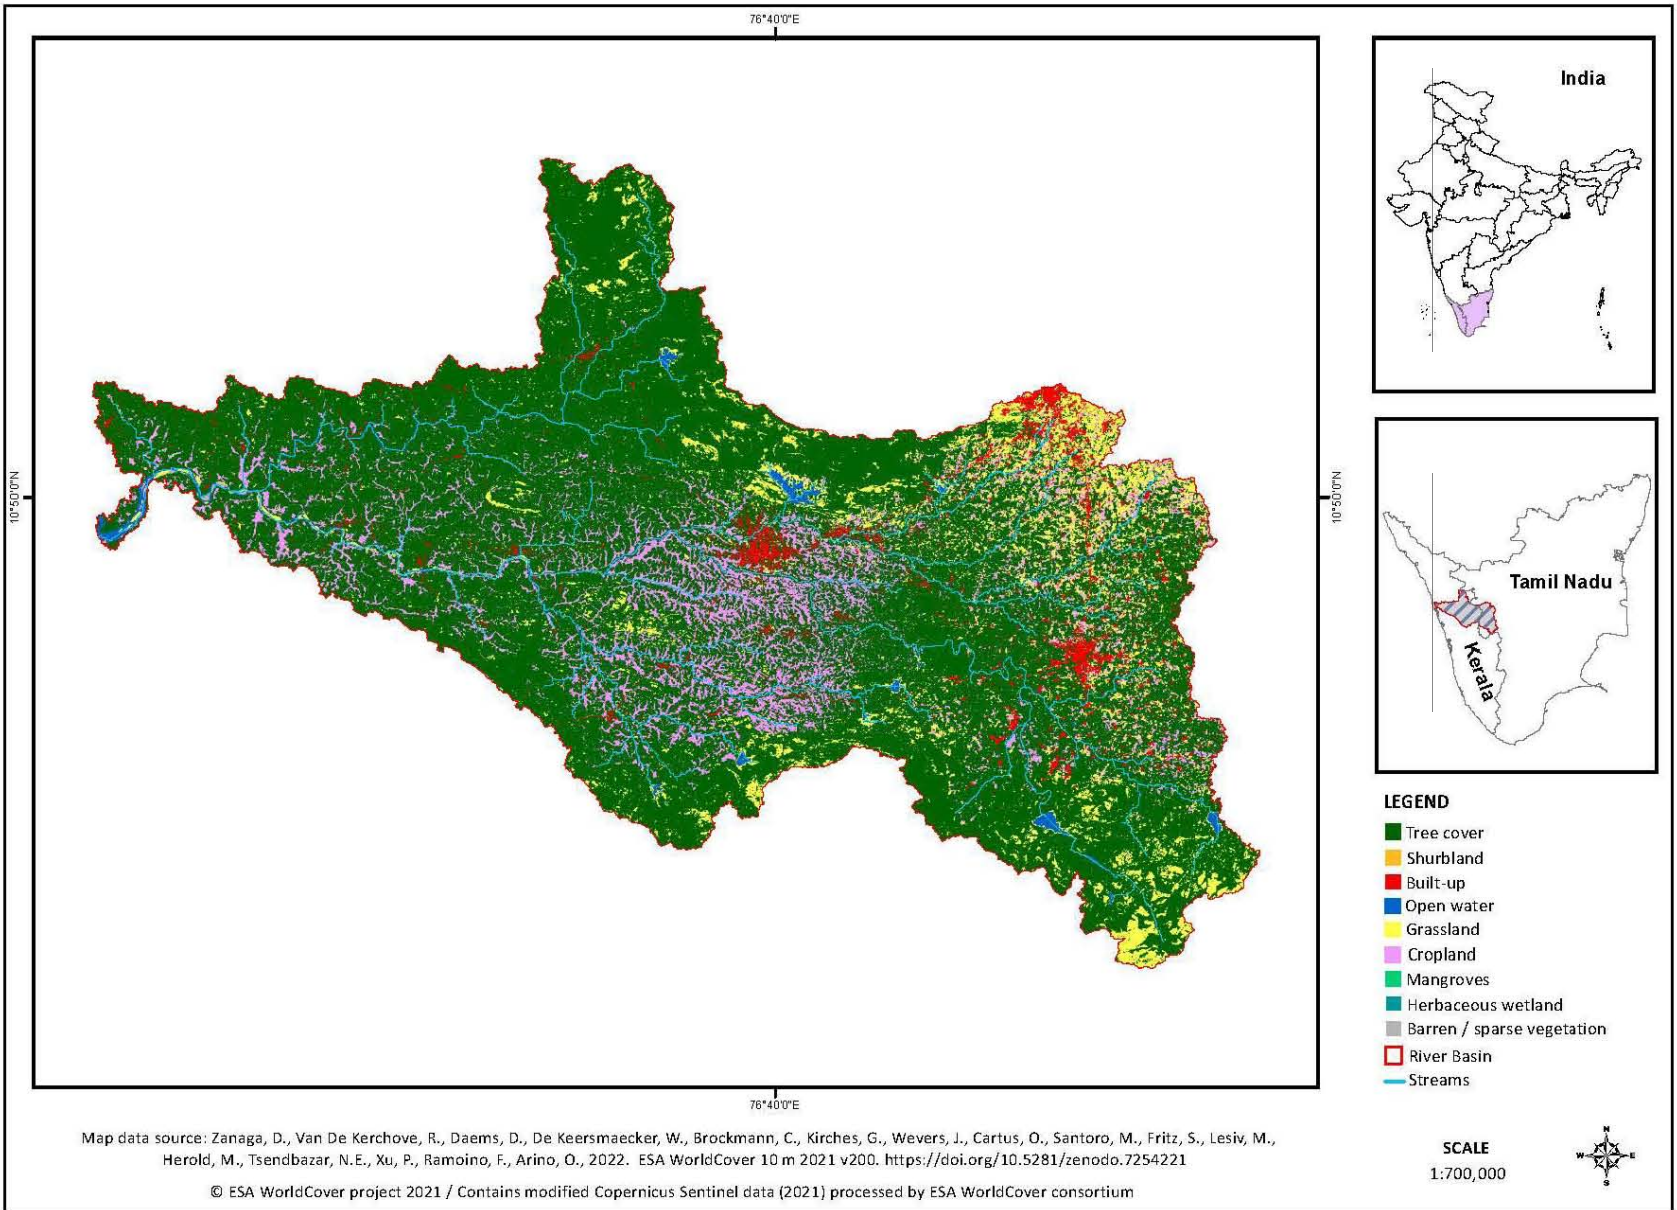 76°40'0"E
India
10°50'0"N
10°50'0"N
Tamil Nadu
Kerala
LEGEND
Tree cover
Shurbland
Built-up
Open water
Grassland
Cropland
Mangroves
Herbaceous wetland
Barren / sparse vegetation
River Basin
Streams
76°40'0"E
Map data source: Zanaga, D., Van De Kerchove, R., Daems, D., De Keersmaecker, W., Brockmann, C., Kirches, G., Wevers, J., Cartus, O., Santoro, M., Fritz, S., Lesiv, M.,
Herold, M., Tsendbazar, N.E., Xu, P., Ramoino, F., Arino, O., 2022. ESA WorldCover 10 m 2021 v200. https://doi.org/10.5281/zenodo.7254221
© ESA WorldCover project 2021 / Contains modified Copernicus Sentinel data (2021) processed by ESA WorldCover consortium
SCALE
1:700,000
N
W
E
S